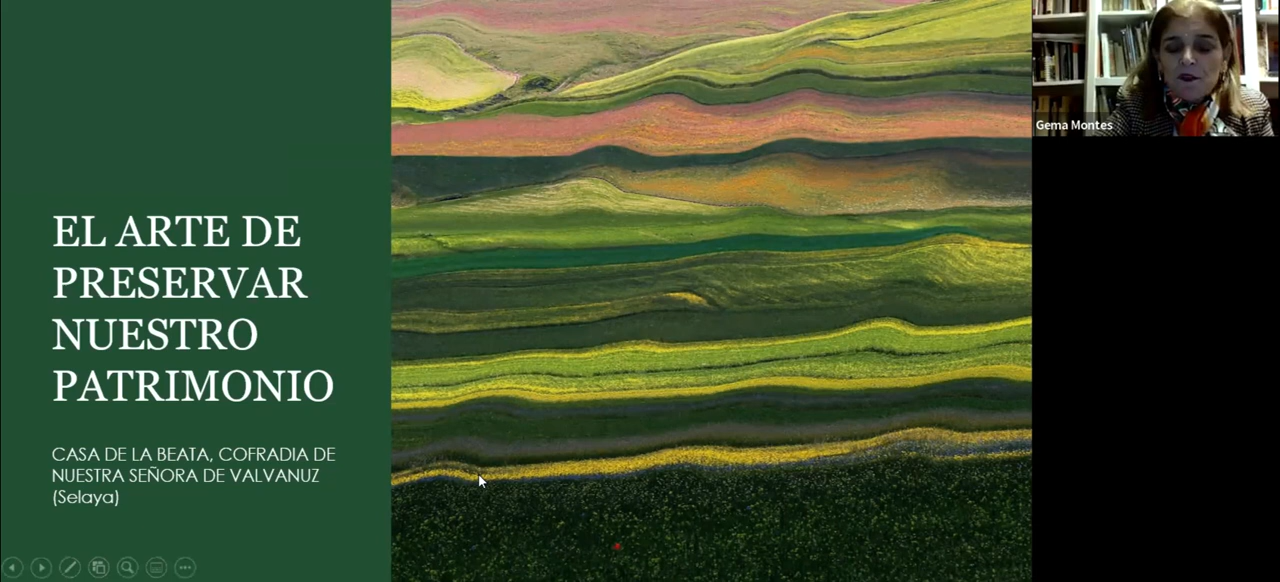 EL ARTE DE
PRESERVAR
NUESTRO
PATRIMONIO
CASA DE LA BEATA, COFRADIA DE
NUESTRA SEÑORA DE VALVANUZ
(Selaya)
Gema Montes